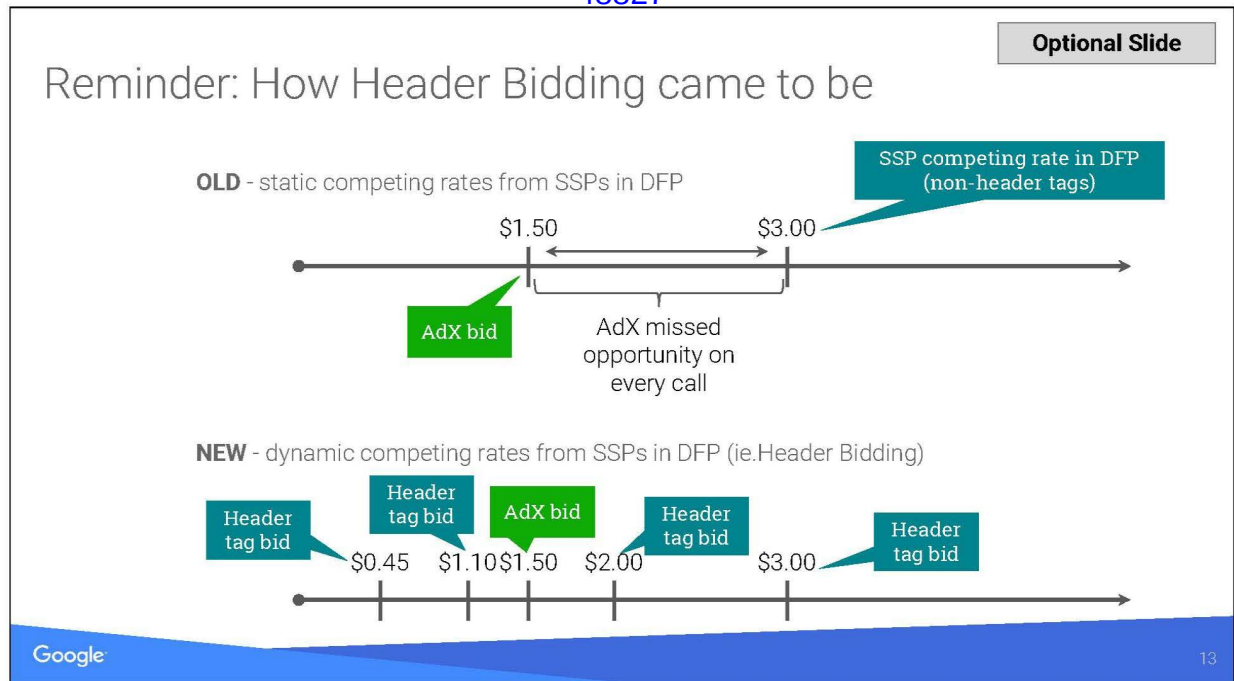 Optional Slide
Reminder: How Header Bidding came to be
OLD - static competing rates from SSPs in DFP
SSP competing rate in DFP
(non-header tags)
$1.50
$3.00
AdX bid
AdX missed
opportunity on
every call
NEW - dynamic competing rates from SSPs in DFP (ie.Header Bidding)
Header
tag bid
Header
tag bid
AdX bid
Header
tag bid
Header
tag bid
$0.45
$1.10
$1.50
$2.00
$3.00
Google
13